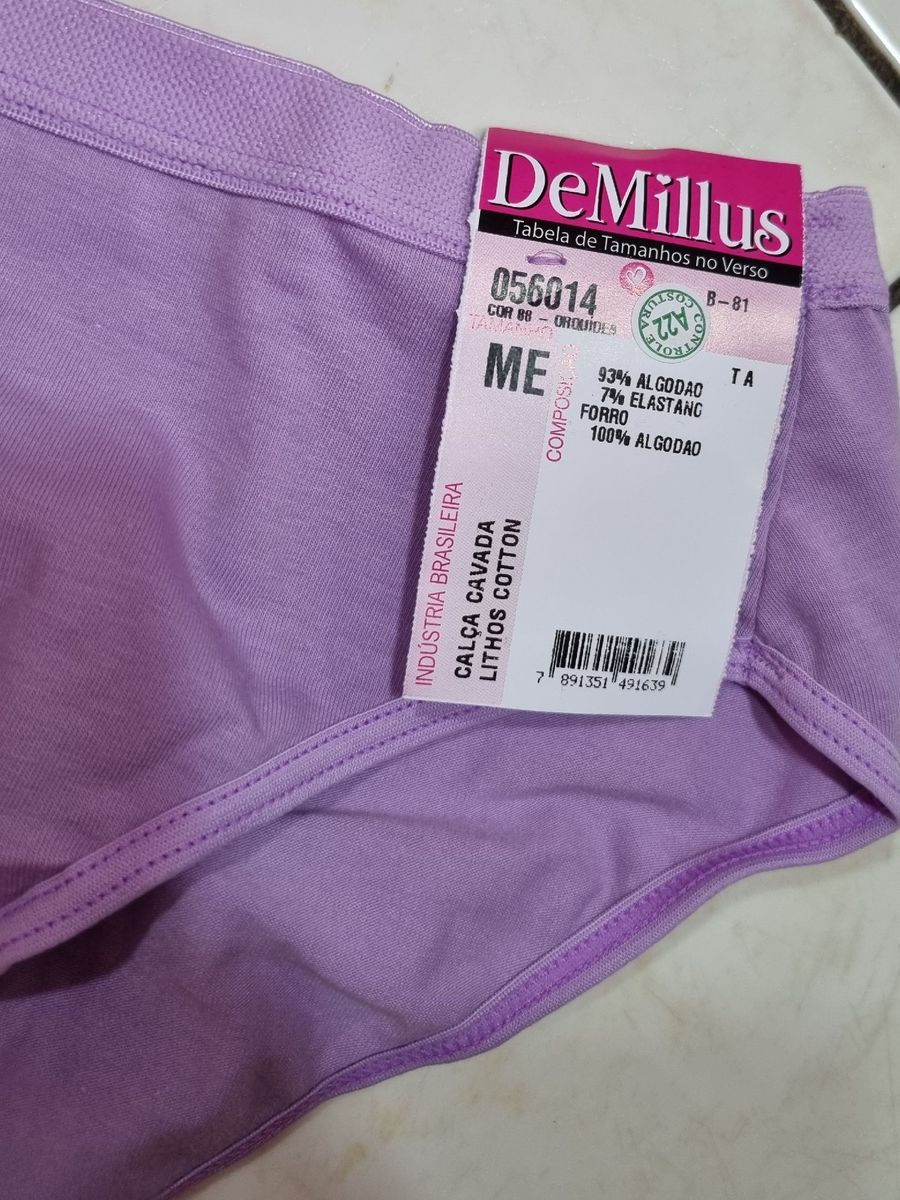 DeMillus
Tabela de Tamanhos no Verso
056014
B-81
COR 88 - ORQUIDEA
TAMANHO
ME
COMPOSIÇÃO
93% ALGODAO
7% ELASTANO
FORRO
100% ALGODAO
T A
CONTROLE
A22
COSTURA
INDÚSTRIA BRASILEIRA
CALÇA CAVADA
LITHOS COTTON
7 891351 491639